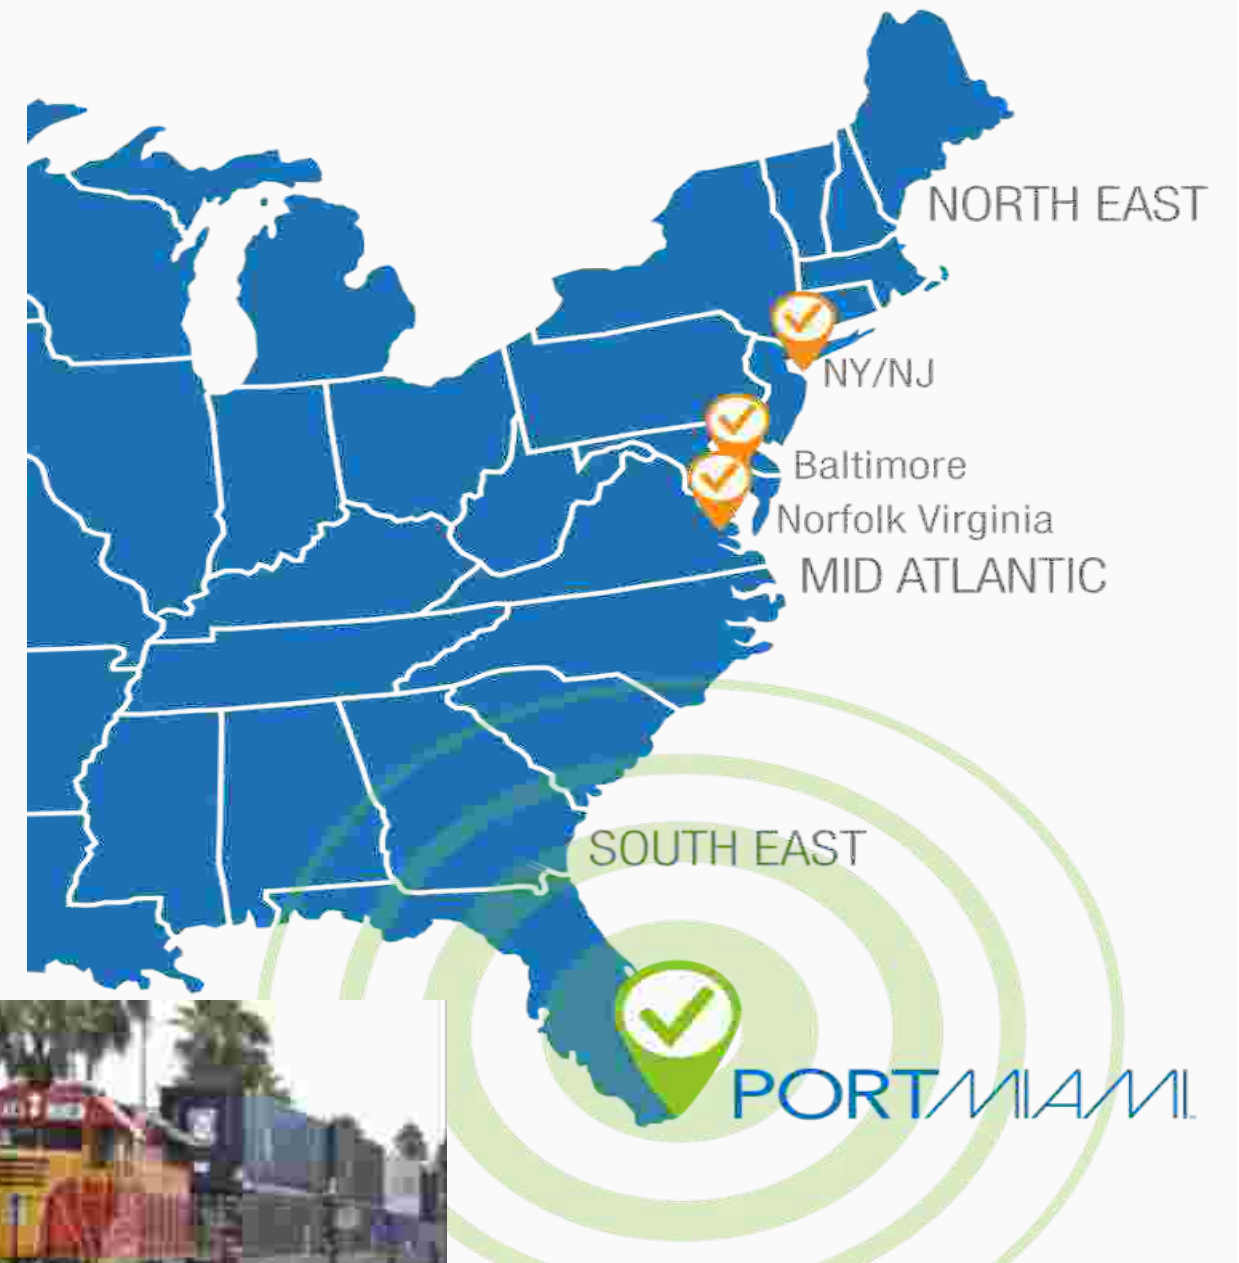 NORTH EAST
NY/NJ
Baltimore
Norfolk Virginia
MID ATLANTIC
SOUTH EAST
PORTMIAMI